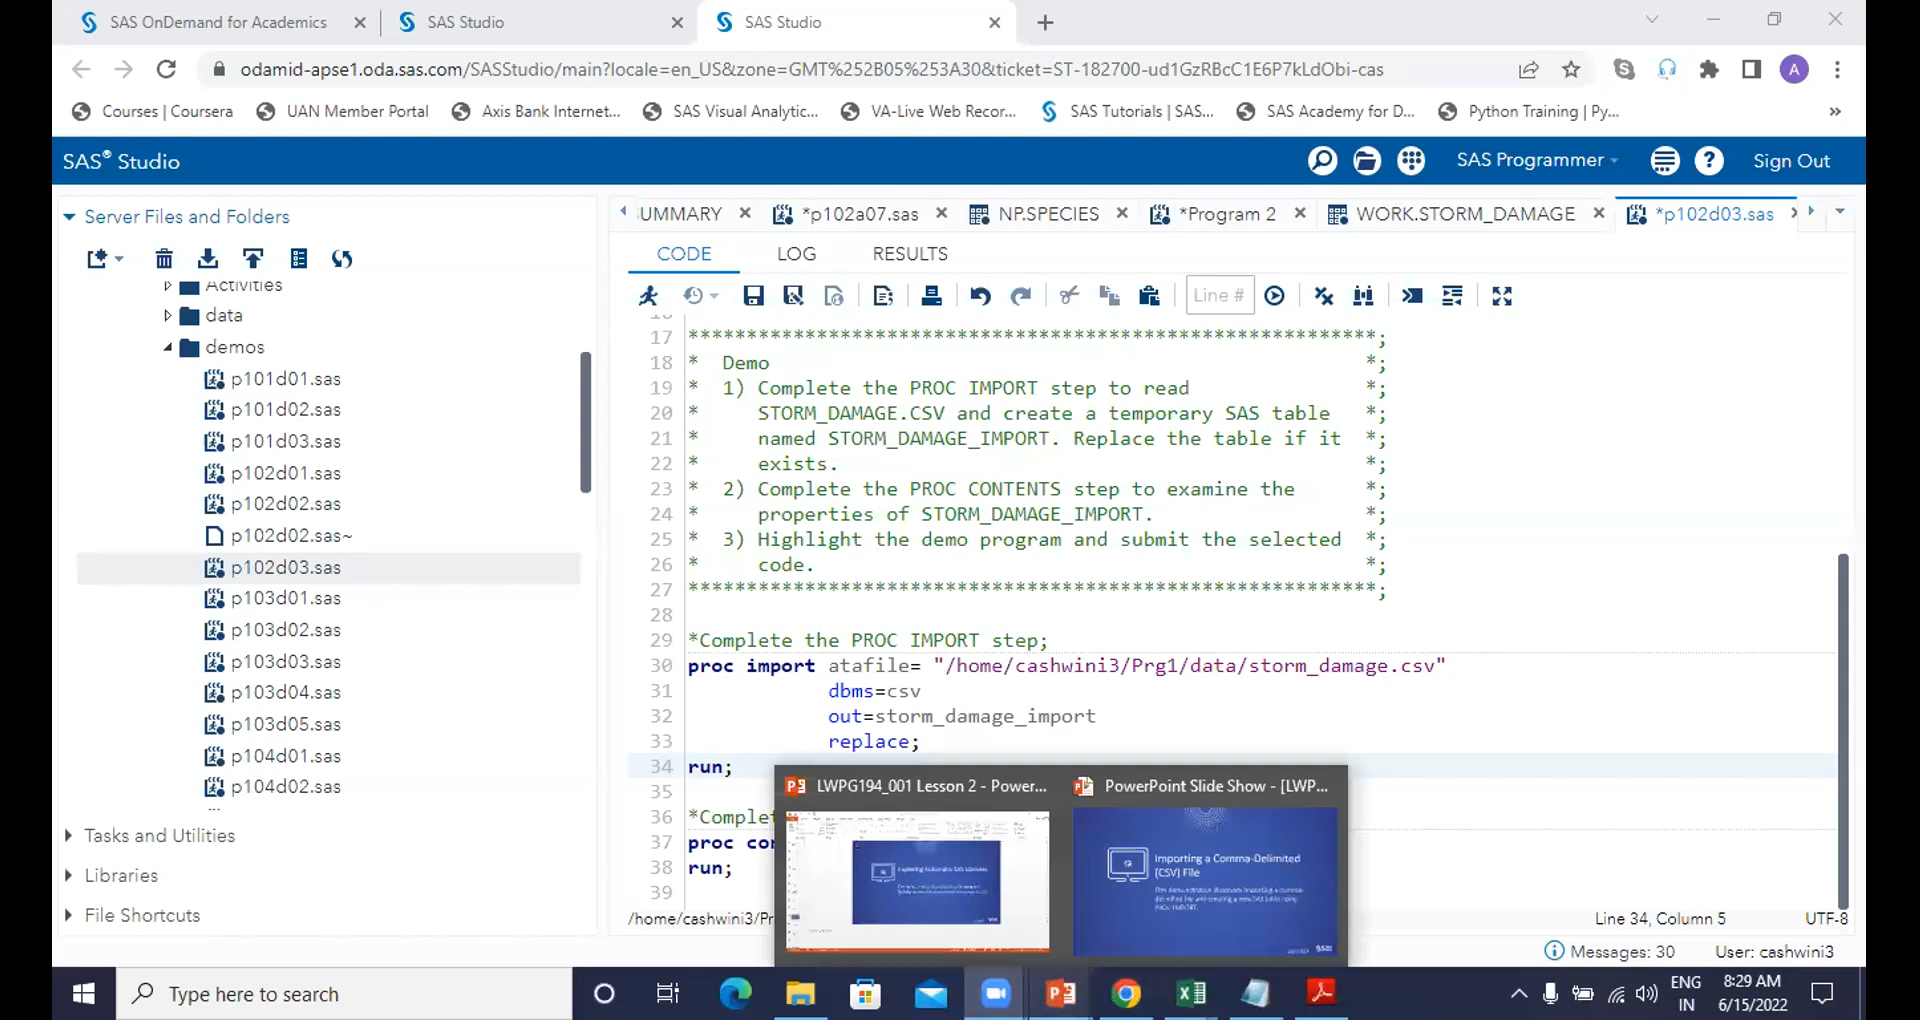 SAS OnDemand for Academics
SAS Studio
SAS Studio
odamid-apse1.oda.sas.com/SASStudio/main?locale=en_US&zone=GMT%252B05%253A30&ticket=ST-182700-ud1GzRBcC1E6P7kLdObi-cas
A
Courses | Coursera
UAN Member Portal
Axis Bank Internet...
SAS Visual Analytic...
VA-Live Web Recor...
SAS Tutorials | SAS...
SAS Academy for D...
Python Training | Py...
SAS® Studio
SAS Programmer
Sign Out
Server Files and Folders
Activities
data
demos
p101d01.sas
p101d02.sas
p101d03.sas
p102d01.sas
p102d02.sas
p102d02.sas~
p102d03.sas
p103d01.sas
p103d02.sas
p103d03.sas
p103d04.sas
p103d05.sas
p104d01.sas
p104d02.sas
Tasks and Utilities
Libraries
File Shortcuts
UMMARY
*p102a07.sas
NP.SPECIES
*Program 2
WORK.STORM_DAMAGE
*p102d03.sas
CODE
LOG
RESULTS
Line #
17 ***********************************************************;
18 * Demo *;
19 * 1) Complete the PROC IMPORT step to read *;
20 * STORM_DAMAGE.CSV and create a temporary SAS table *;
21 * named STORM_DAMAGE_IMPORT. Replace the table if it *;
22 * exists. *;
23 * 2) Complete the PROC CONTENTS step to examine the *;
24 * properties of STORM_DAMAGE_IMPORT. *;
25 * 3) Highlight the demo program and submit the selected *;
26 * code. *;
27 ***********************************************************;
28
29 *Complete the PROC IMPORT step;
30 proc import atafile= "/home/cashwini3/Prg1/data/storm_damage.csv"
31 dbms=csv
32 out=storm_damage_import
33 replace;
34 run;
35
36 *Complet
37 proc con
38 run;
39
/home/cashwini3/Pr
Line 34, Column 5
UTF-8
Messages: 30
User: cashwini3
LWPG194_001 Lesson 2 - Power...
PowerPoint Slide Show - [LWP...
Importing a Comma-Delimited
(CSV) File
Type here to search
ENG
IN
8:29 AM
6/15/2022